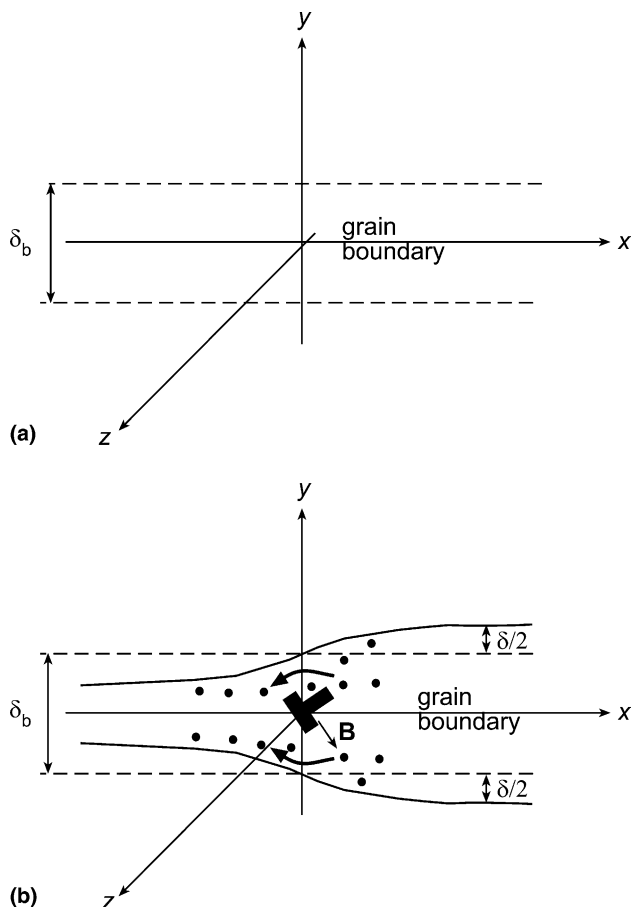 y
δb
grain
boundary
x
z
(a)
y
δ/2
δb
grain
boundary
x
B
δ/2
z
(b)